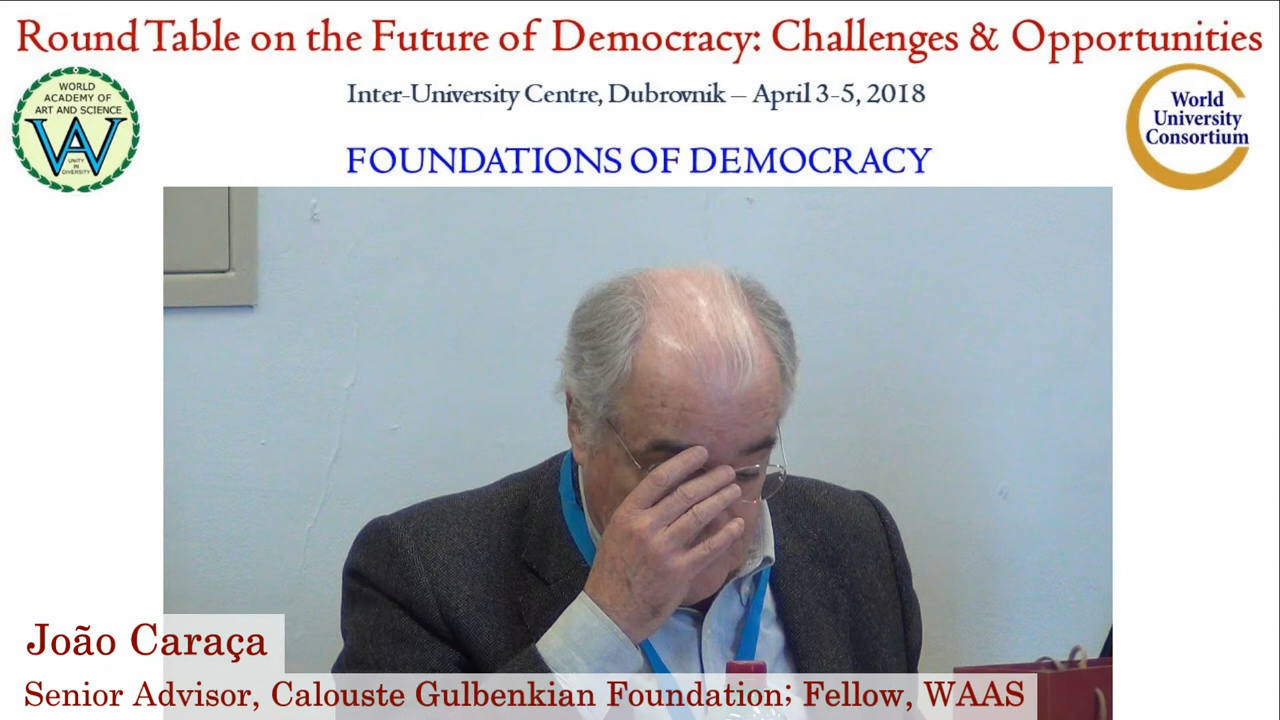 Round Table on the Future of Democracy: Challenges & Opportunities
Inter-University Centre, Dubrovnik – April 3-5, 2018
WORLD
ACADEMY OF
ART AND SCIENCE
UNITY
IN
DIVERSITY
World
University
Consortium
FOUNDATIONS OF DEMOCRACY
João Caraça
Senior Advisor, Calouste Gulbenkian Foundation; Fellow, WAAS